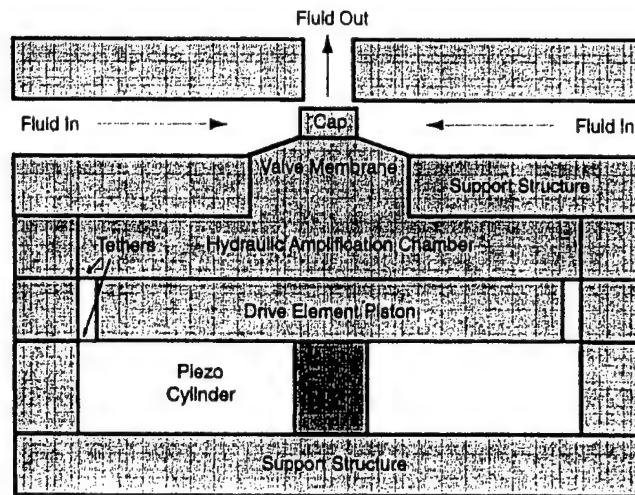 Fluid Out
Cap
Fluid In
Fluid In
Valve Membrane
Support Structure
Tethers
Hydraulic Amplification Chamber
Drive Element Piston
Piezo
Cylinder
Support Structure